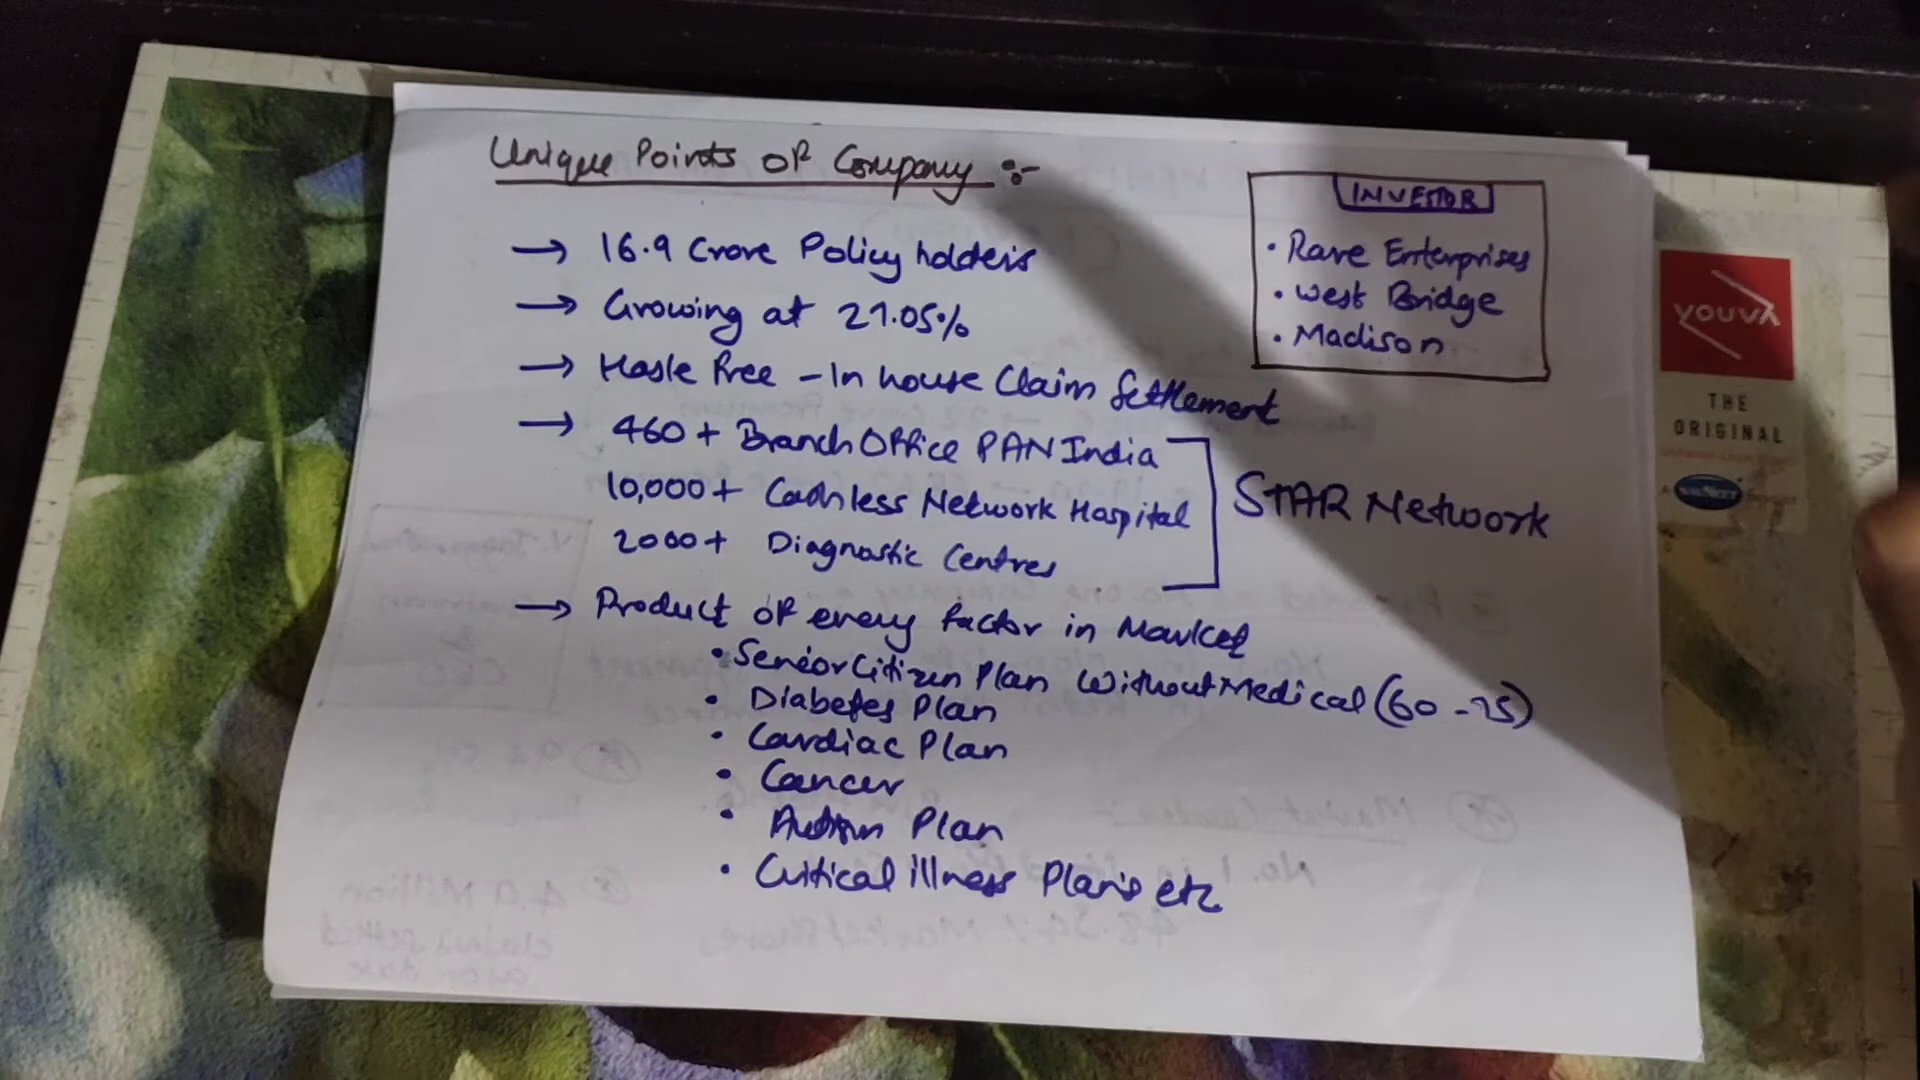 Unique Points of Company :-
→ 16.9 Crore Policy holders
→ Growing at 27.05%
→ Hasle Free - In house Claim Settlement
→ 460 + Branch Office PAN India
10,000+ Cashless Network Hospital
2000+ Diagnostic Centres
STAR Network
→ Product of every factor in Market
• Senior Citizen Plan Without Medical (60 - 75)
• Diabetes Plan
• Cardiac Plan
• Cancer
• Autism Plan
• Critical illness Plan's etc
INVESTOR
• Rare Enterprises
• West Bridge
• Madison
YOUVA
THE
ORIGINAL
NAVNEET